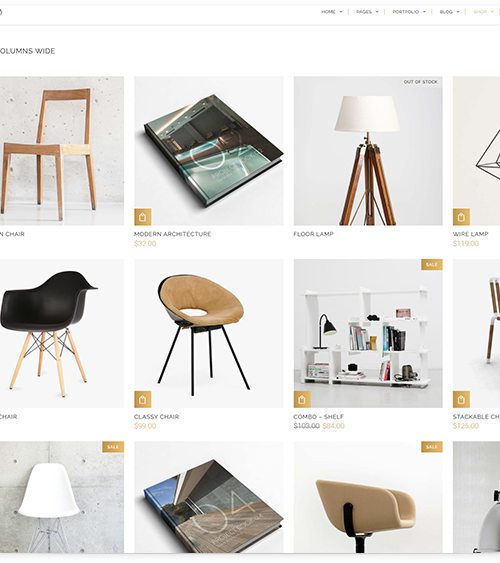 HOME
PAGES
PORTFOLIO
BLOG
SHOP
OLUMNS WIDE
OUT OF STOCK
N CHAIR
MODERN ARCHITECTURE
$32.00
FLOOR LAMP
WIRE LAMP
$119.00
SALE
CHAIR
CLASSY CHAIR
$99.00
COMBO – SHELF
$103.00 $84.00
STACKABLE CHA
$125.00
SALE
SALE